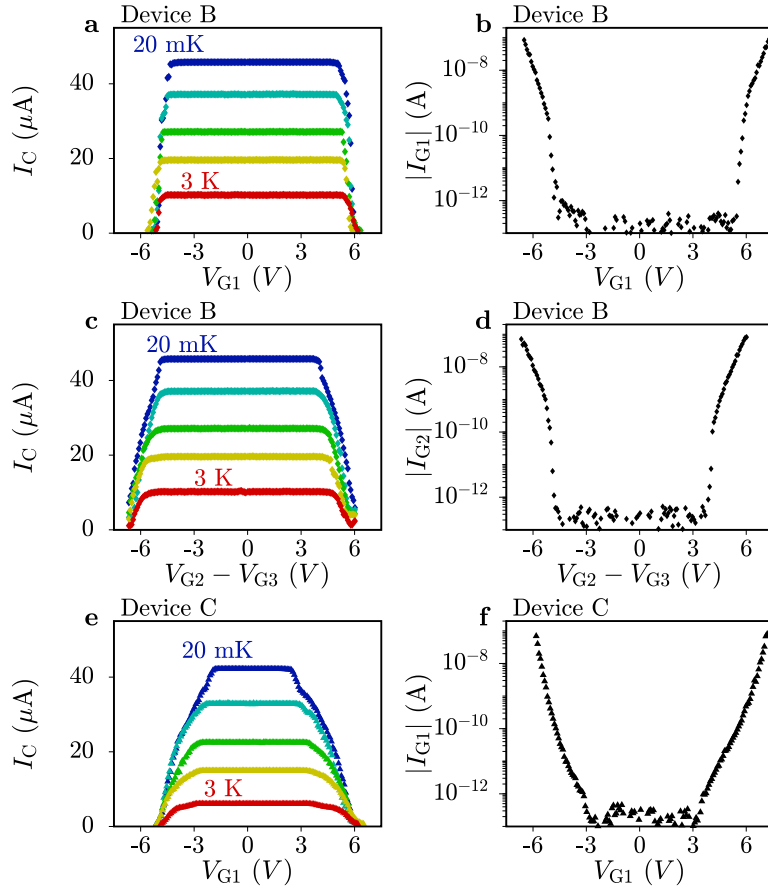 Device B
a
20 mK
3 K
I_C (μA)
40
20
0
-6 -3 0 3 6
V_G1 (V)
Device B
b
|I_G1| (A)
10^-8
10^-10
10^-12
-6 -3 0 3 6
V_G1 (V)
Device B
c
20 mK
3 K
I_C (μA)
40
20
0
-6 -3 0 3 6
V_G2 − V_G3 (V)
Device B
d
|I_G2| (A)
10^-8
10^-10
10^-12
-6 -3 0 3 6
V_G2 − V_G3 (V)
Device C
e
20 mK
3 K
I_C (μA)
40
20
0
-6 -3 0 3 6
V_G1 (V)
Device C
f
|I_G1| (A)
10^-8
10^-10
10^-12
-6 -3 0 3 6
V_G1 (V)